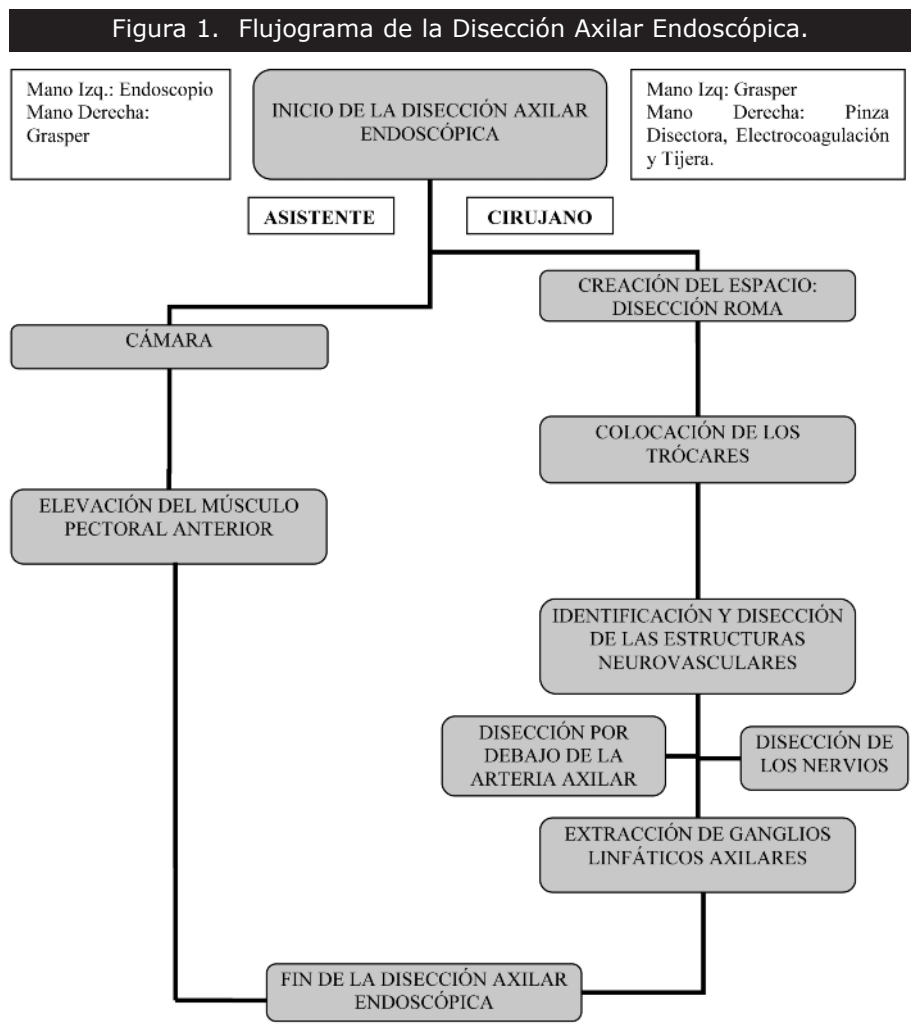 Figura 1. Flujograma de la Disección Axilar Endoscópica.
Mano Izq.: Endoscopio
Mano Derecha:
Grasper
INICIO DE LA DISECCIÓN AXILAR
ENDOSCÓPICA
Mano Izq: Grasper
Mano Derecha: Pinza
Disectora, Electrocoagulación
y Tijera.
ASISTENTE
CIRUJANO
CREACIÓN DEL ESPACIO:
DISECCIÓN ROMA
CÁMARA
COLOCACIÓN DE LOS
TRÓCARES
ELEVACIÓN DEL MÚSCULO
PECTORAL ANTERIOR
IDENTIFICACIÓN Y DISECCIÓN
DE LAS ESTRUCTURAS
NEUROVASCULARES
DISECCIÓN POR
DEBAJO DE LA
ARTERIA AXILAR
DISECCIÓN DE
LOS NERVIOS
EXTRACCIÓN DE GANGLIOS
LINFÁTICOS AXILARES
FIN DE LA DISECCIÓN AXILAR
ENDOSCÓPICA